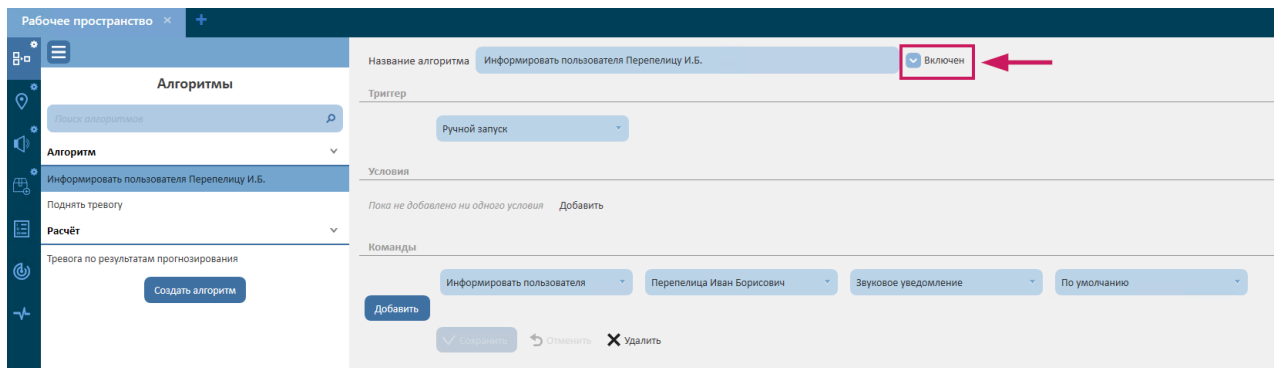 Рабочее пространство × +
Алгоритмы
Поиск алгоритмов
Алгоритм
Информировать пользователя Перепелицу И.Б.
Поднять тревогу
Расчёт
Тревога по результатам прогнозирования
Создать алгоритм
Название алгоритма Информировать пользователя Перепелицу И.Б. Включен
Триггер
Ручной запуск
Условия
Пока не добавлено ни одного условия Добавить
Команды
Информировать пользователя Перепелица Иван Борисович Звуковое уведомление По умолчанию
Добавить
Сохранить Отменить Удалить